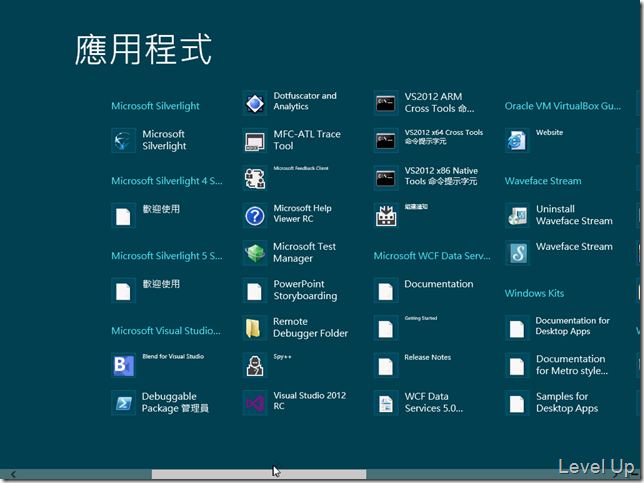 應用程式
Microsoft Silverlight
Microsoft
Silverlight
Microsoft Silverlight 4 S...
歡迎使用
Microsoft Silverlight 5 S...
歡迎使用
Microsoft Visual Studio...
Blend for Visual Studio
Debuggable
Package 管理員
Dotfuscator and
Analytics
MFC-ATL Trace
Tool
Microsoft Feedback Client
Microsoft Help
Viewer RC
Microsoft Test
Manager
PowerPoint
Storyboarding
Remote
Debugger Folder
Spy++
Visual Studio 2012
RC
VS2012 ARM
Cross Tools 命...
VS2012 x64 Cross Tools
命令提示字元
VS2012 x86 Native
Tools 命令提示字元
組建通知
Microsoft WCF Data Serv...
Documentation
Getting Started
Release Notes
WCF Data
Services 5.0...
Oracle VM VirtualBox Gu...
Website
Waveface Stream
Uninstall
Waveface Stream
Waveface Stream
Windows Kits
Documentation for
Desktop Apps
Documentation
for Metro style...
Samples for
Desktop Apps
Level Up